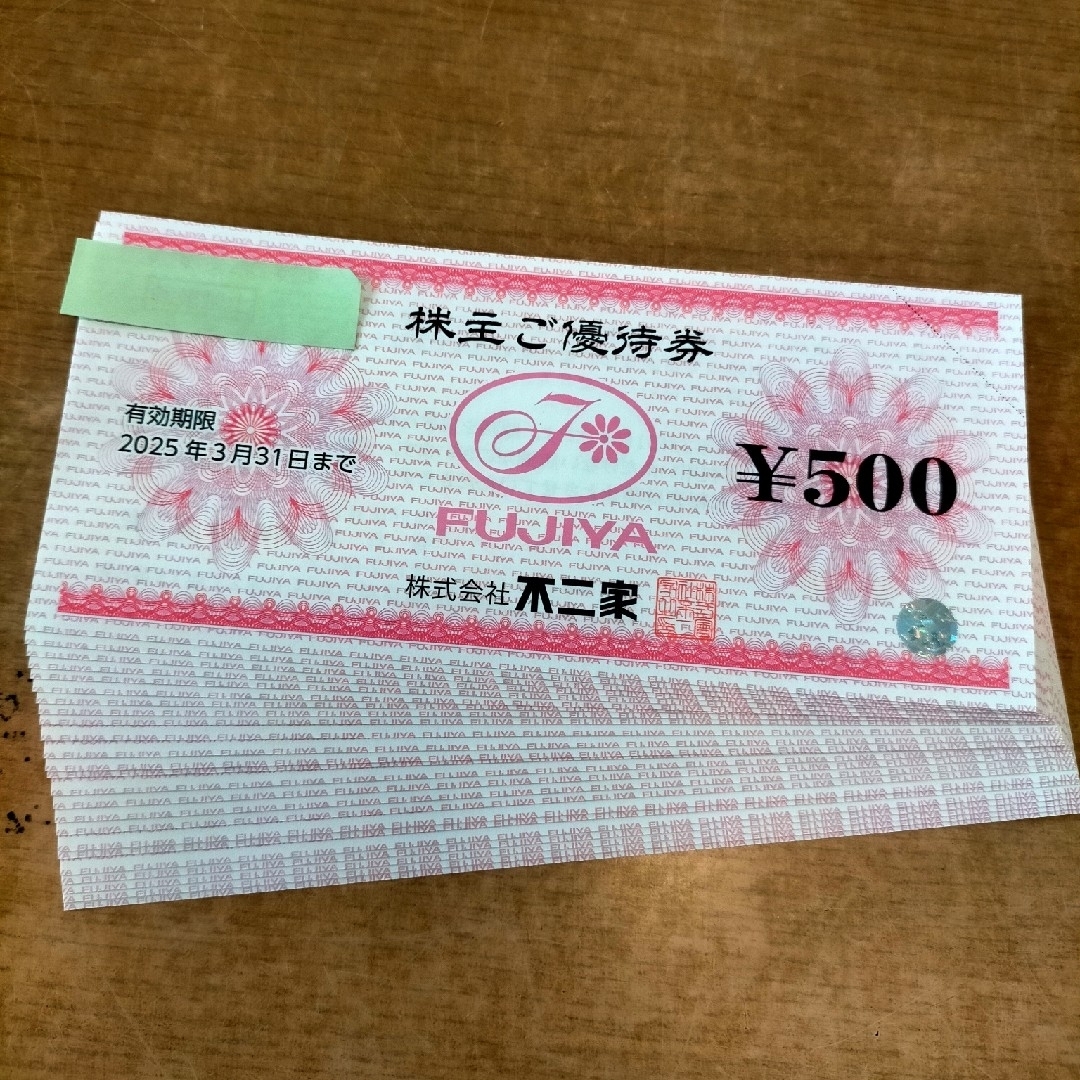 株主ご優待券
有効期限
2025年3月31日まで
¥500
FUJIYA
株式会社 不二家